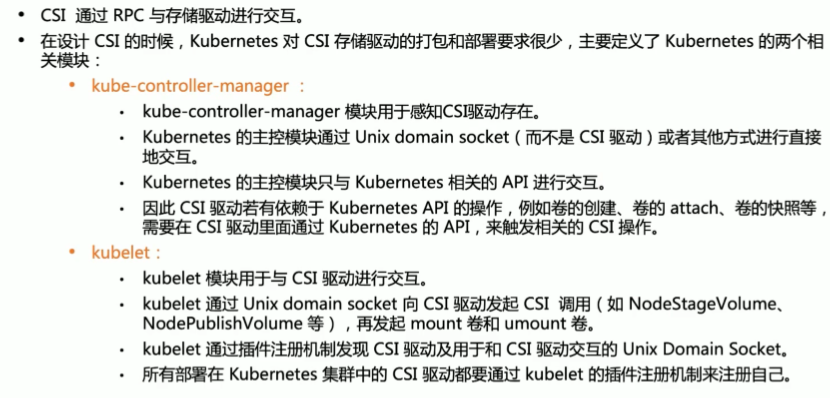 • CSI 通过 RPC 与存储驱动进行交互。
• 在设计 CSI 的时候，Kubernetes 对 CSI 存储驱动的打包和部署要求很少，主要定义了 Kubernetes 的两个相
关模块：
• kube-controller-manager ：
• kube-controller-manager 模块用于感知CSI驱动存在。
• Kubernetes 的主控模块通过 Unix domain socket（而不是 CSI 驱动）或者其他方式进行直接
地交互。
• Kubernetes 的主控模块只与 Kubernetes 相关的 API 进行交互。
• 因此 CSI 驱动若有依赖于 Kubernetes API 的操作，例如卷的创建、卷的 attach、卷的快照等，
需要在 CSI 驱动里面通过 Kubernetes 的 API，来触发相关的 CSI 操作。
• kubelet：
• kubelet 模块用于与 CSI 驱动进行交互。
• kubelet 通过 Unix domain socket 向 CSI 驱动发起 CSI 调用（如 NodeStageVolume、
NodePublishVolume 等），再发起 mount 卷和 umount 卷。
• kubelet 通过插件注册机制发现 CSI 驱动及用于和 CSI 驱动交互的 Unix Domain Socket。
• 所有部署在 Kubernetes 集群中的 CSI 驱动都要通过 kubelet 的插件注册机制来注册自己。